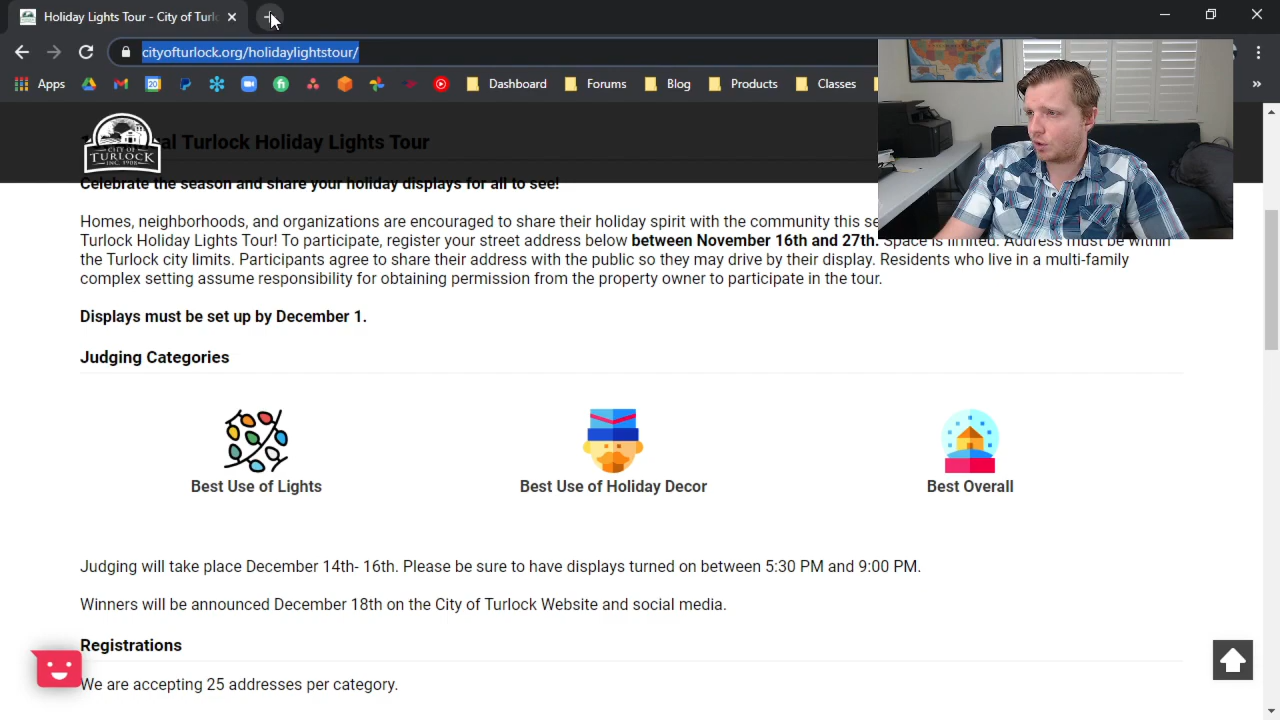 Holiday Lights Tour - City of Turl
cityofturlock.org/holidaylightstour/
Apps
20
Dashboard
Forums
Blog
Products
Classes
»
CITY OF
TURLOCK
INC. 1908
al Turlock Holiday Lights Tour
Celebrate the season and share your holiday displays for all to see!
Homes, neighborhoods, and organizations are encouraged to share their holiday spirit with the community this se
Turlock Holiday Lights Tour! To participate, register your street address below between November 16th and 27th. Space is limited. Address must be within
the Turlock city limits. Participants agree to share their address with the public so they may drive by their display. Residents who live in a multi-family
complex setting assume responsibility for obtaining permission from the property owner to participate in the tour.
Displays must be set up by December 1.
Judging Categories
Best Use of Lights
Best Use of Holiday Decor
Best Overall
Judging will take place December 14th- 16th. Please be sure to have displays turned on between 5:30 PM and 9:00 PM.
Winners will be announced December 18th on the City of Turlock Website and social media.
Registrations
We are accepting 25 addresses per category.